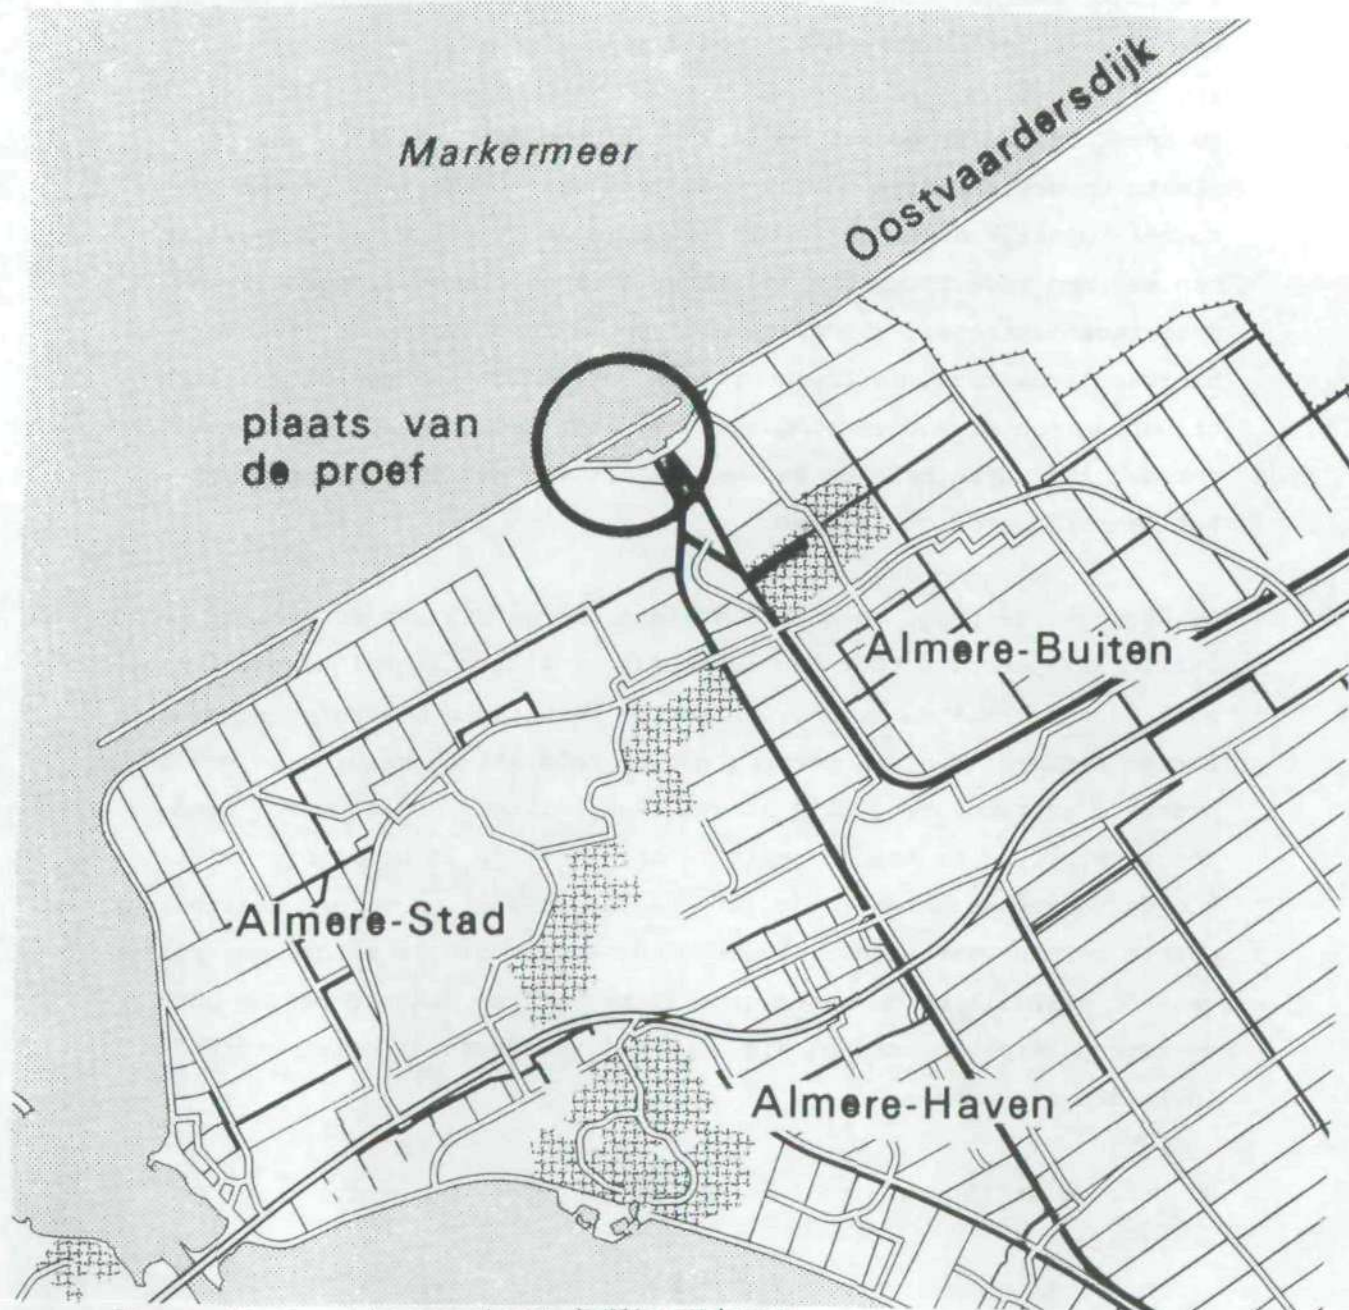 Markermeer
Oostvaardersdijk
plaats van
de proef
Almere-Buiten
Almere-Stad
Almere-Haven